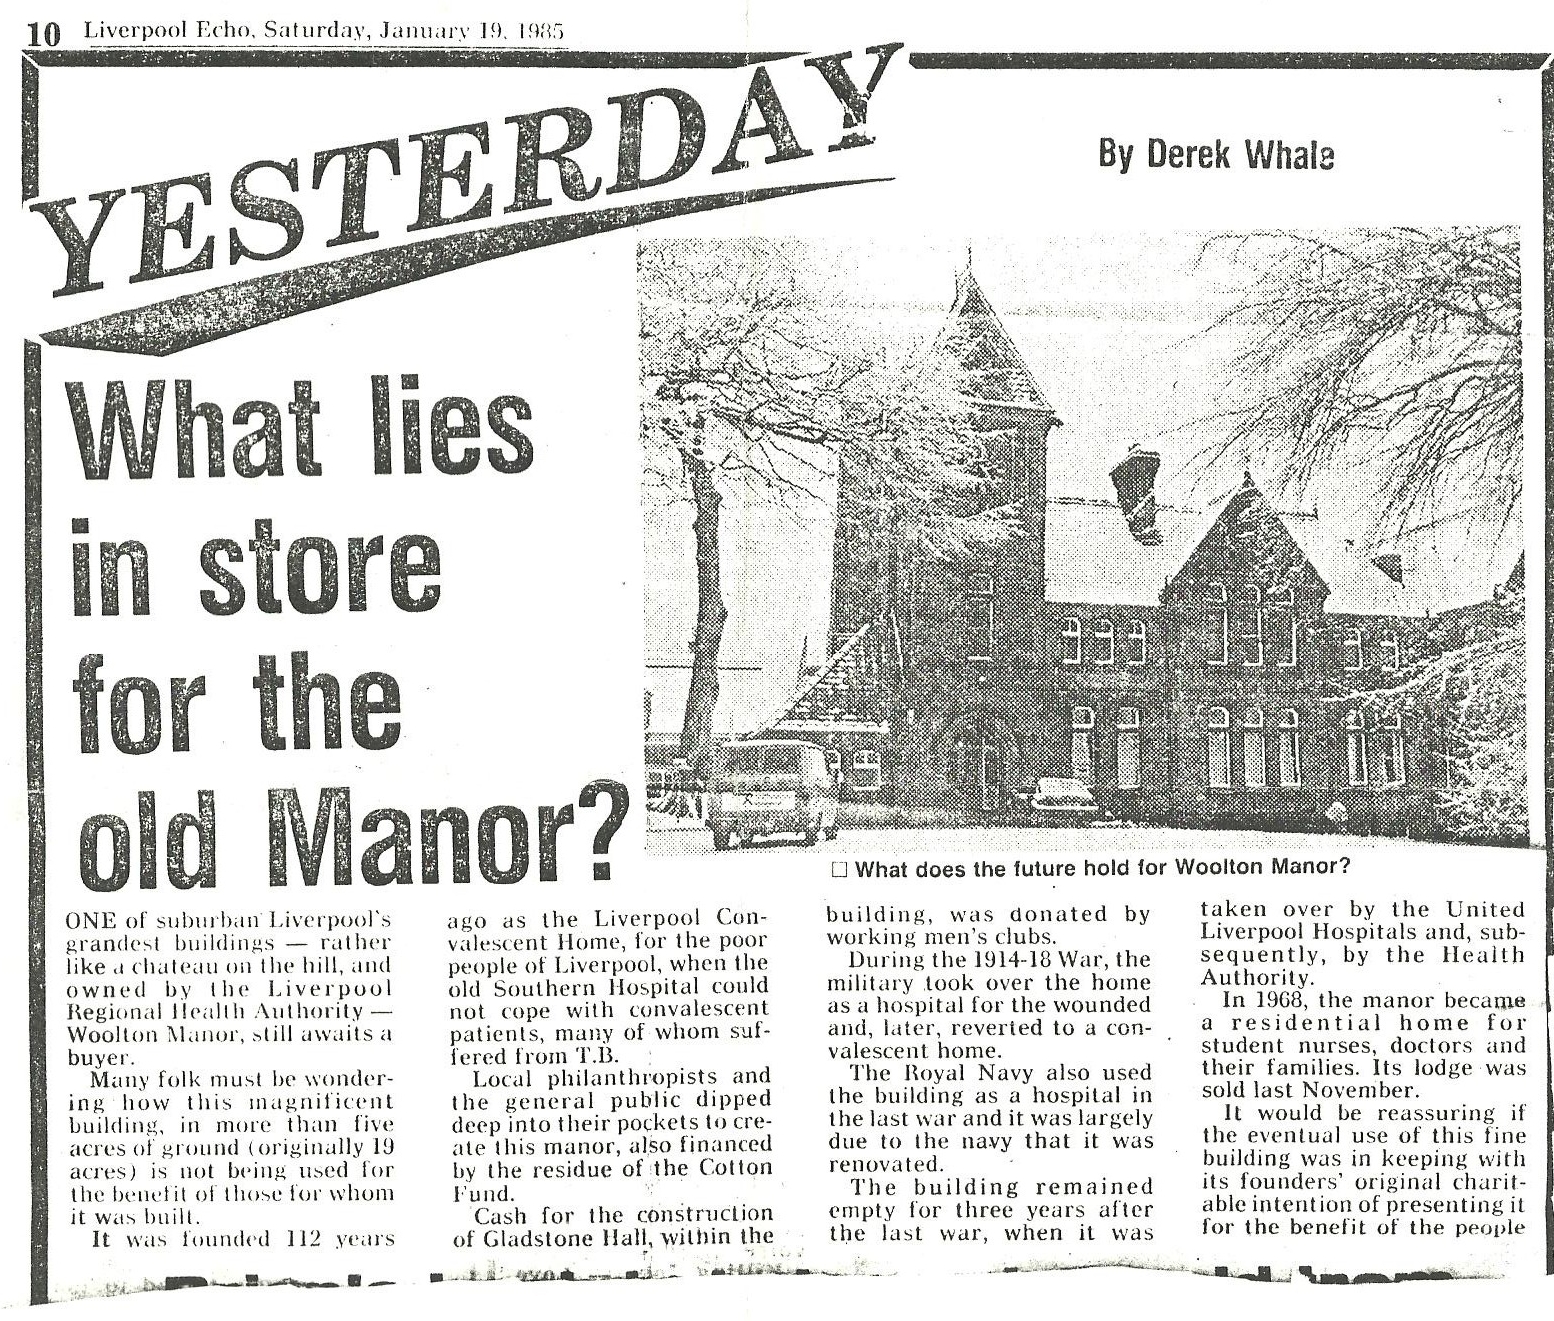 10 Liverpool Echo, Saturday, January 19, 1985
YESTERDAY
By Derek Whale
What lies
in store
for the
old Manor?
□ What does the future hold for Woolton Manor?
ONE of suburban Liverpool's
grandest buildings — rather
like a chateau on the hill, and
owned by the Liverpool
Regional Health Authority —
Woolton Manor, still awaits a
buyer.
Many folk must be wonder-
ing how this magnificent
building, in more than five
acres of ground (originally 19
acres) is not being used for
the benefit of those for whom
it was built.
It was founded 112 years
ago as the Liverpool Con-
valescent Home, for the poor
people of Liverpool, when the
old Southern Hospital could
not cope with convalescent
patients, many of whom suf-
fered from T.B.
Local philanthropists and
the general public dipped
deep into their pockets to cre-
ate this manor, also financed
by the residue of the Cotton
Fund.
Cash for the construction
of Gladstone Hall, within the
building, was donated by
working men's clubs.
During the 1914-18 War, the
military took over the home
as a hospital for the wounded
and, later, reverted to a con-
valescent home.
The Royal Navy also used
the building as a hospital in
the last war and it was largely
due to the navy that it was
renovated.
The building remained
empty for three years after
the last war, when it was
taken over by the United
Liverpool Hospitals and, sub-
sequently, by the Health
Authority.
In 1968, the manor became
a residential home for
student nurses, doctors and
their families. Its lodge was
sold last November.
It would be reassuring if
the eventual use of this fine
building was in keeping with
its founders' original charit-
able intention of presenting it
for the benefit of the people